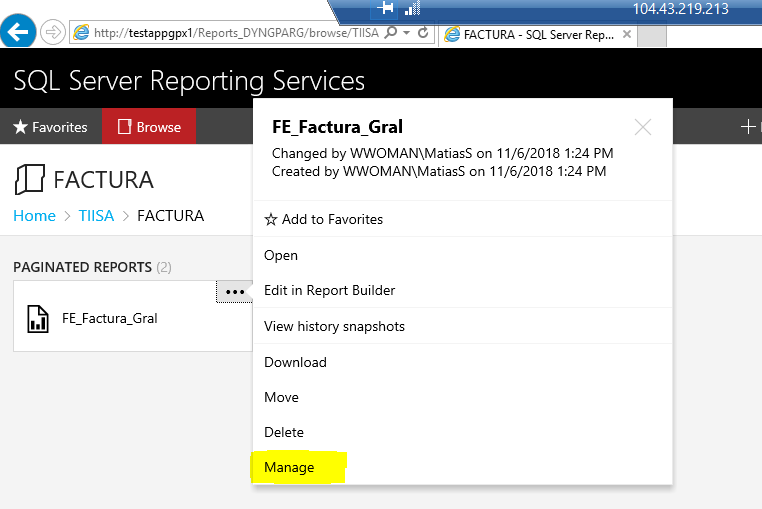 104.43.219.213
http://testappgpx1/Reports_DYNGPARG/browse/TIISA
FACTURA - SQL Server Rep...
SQL Server Reporting Services
Favorites
Browse
FACTURA
Home > TIISA > FACTURA
PAGINATED REPORTS (2)
FE_Factura_Gral
FE_Factura_Gral
Changed by WWOMAN\MatiasS on 11/6/2018 1:24 PM
Created by WWOMAN\MatiasS on 11/6/2018 1:24 PM
Add to Favorites
Open
Edit in Report Builder
View history snapshots
Download
Move
Delete
Manage